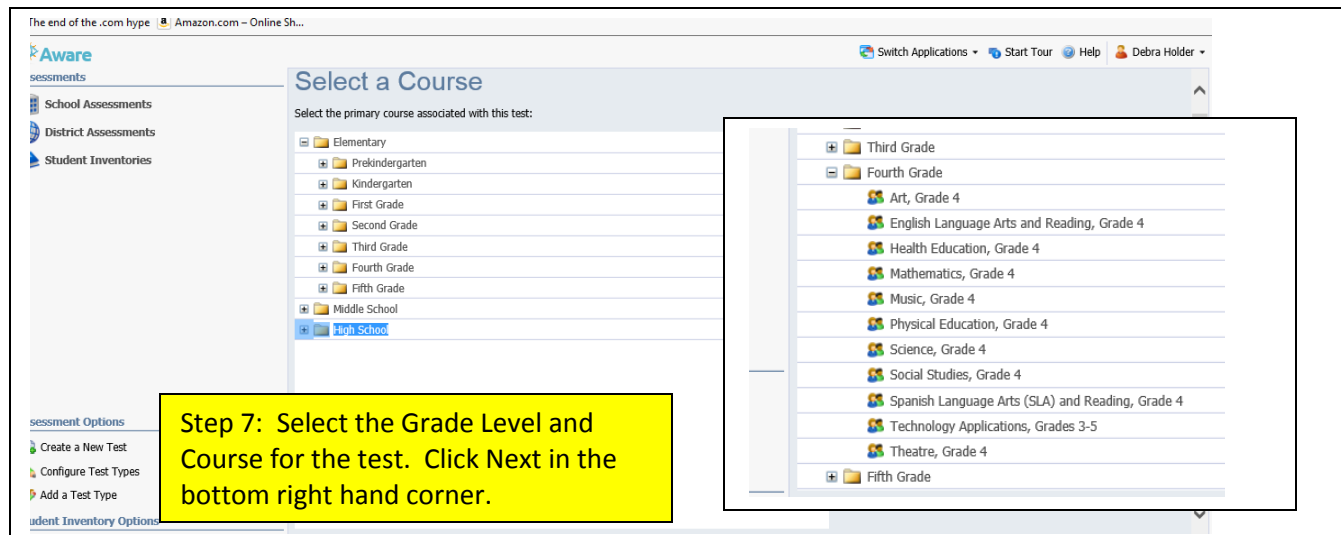 The end of the .com hype Amazon.com – Online Sh...
Aware
Switch Applications Start Tour Help Debra Holder
sessments
School Assessments
District Assessments
Student Inventories
Select a Course
Select the primary course associated with this test:
Elementary
Prekindergarten
Kindergarten
First Grade
Second Grade
Third Grade
Fourth Grade
Fifth Grade
Middle School
High School
Third Grade
Fourth Grade
Art, Grade 4
English Language Arts and Reading, Grade 4
Health Education, Grade 4
Mathematics, Grade 4
Music, Grade 4
Physical Education, Grade 4
Science, Grade 4
Social Studies, Grade 4
Spanish Language Arts (SLA) and Reading, Grade 4
Technology Applications, Grades 3-5
Theatre, Grade 4
Fifth Grade
sessment Options
Create a New Test
Configure Test Types
Add a Test Type
udent Inventory Options
Step 7:  Select the Grade Level and
Course for the test.  Click Next in the
bottom right hand corner.